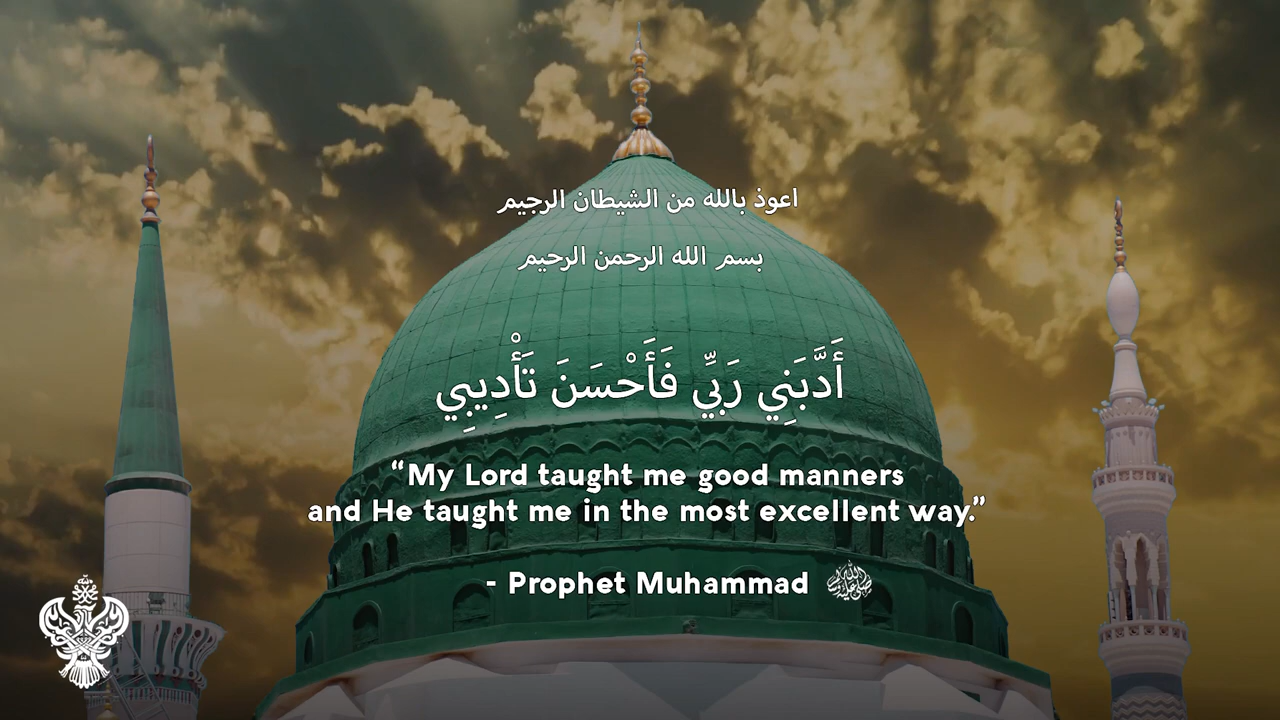 اعوذ بالله من الشيطان الرجيم
بسم الله الرحمن الرحيم
أَدَّبَنِي رَبِّي فَأَحْسَنَ تَأْدِيبِي
“My Lord taught me good manners
and He taught me in the most excellent way.”
- Prophet Muhammad ﷺ